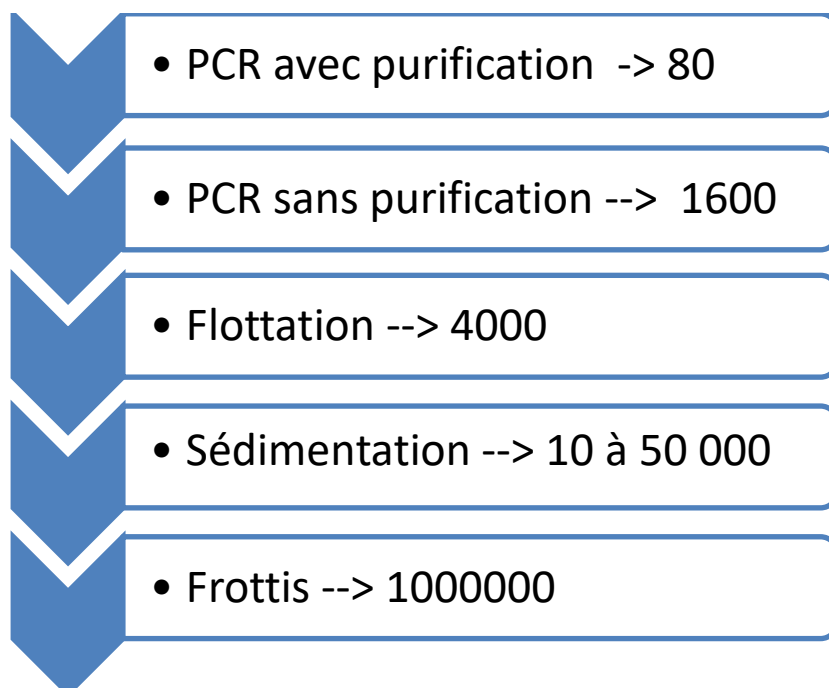 • PCR avec purification -> 80
• PCR sans purification --> 1600
• Flottation --> 4000
• Sédimentation --> 10 à 50 000
• Frottis --> 1000000